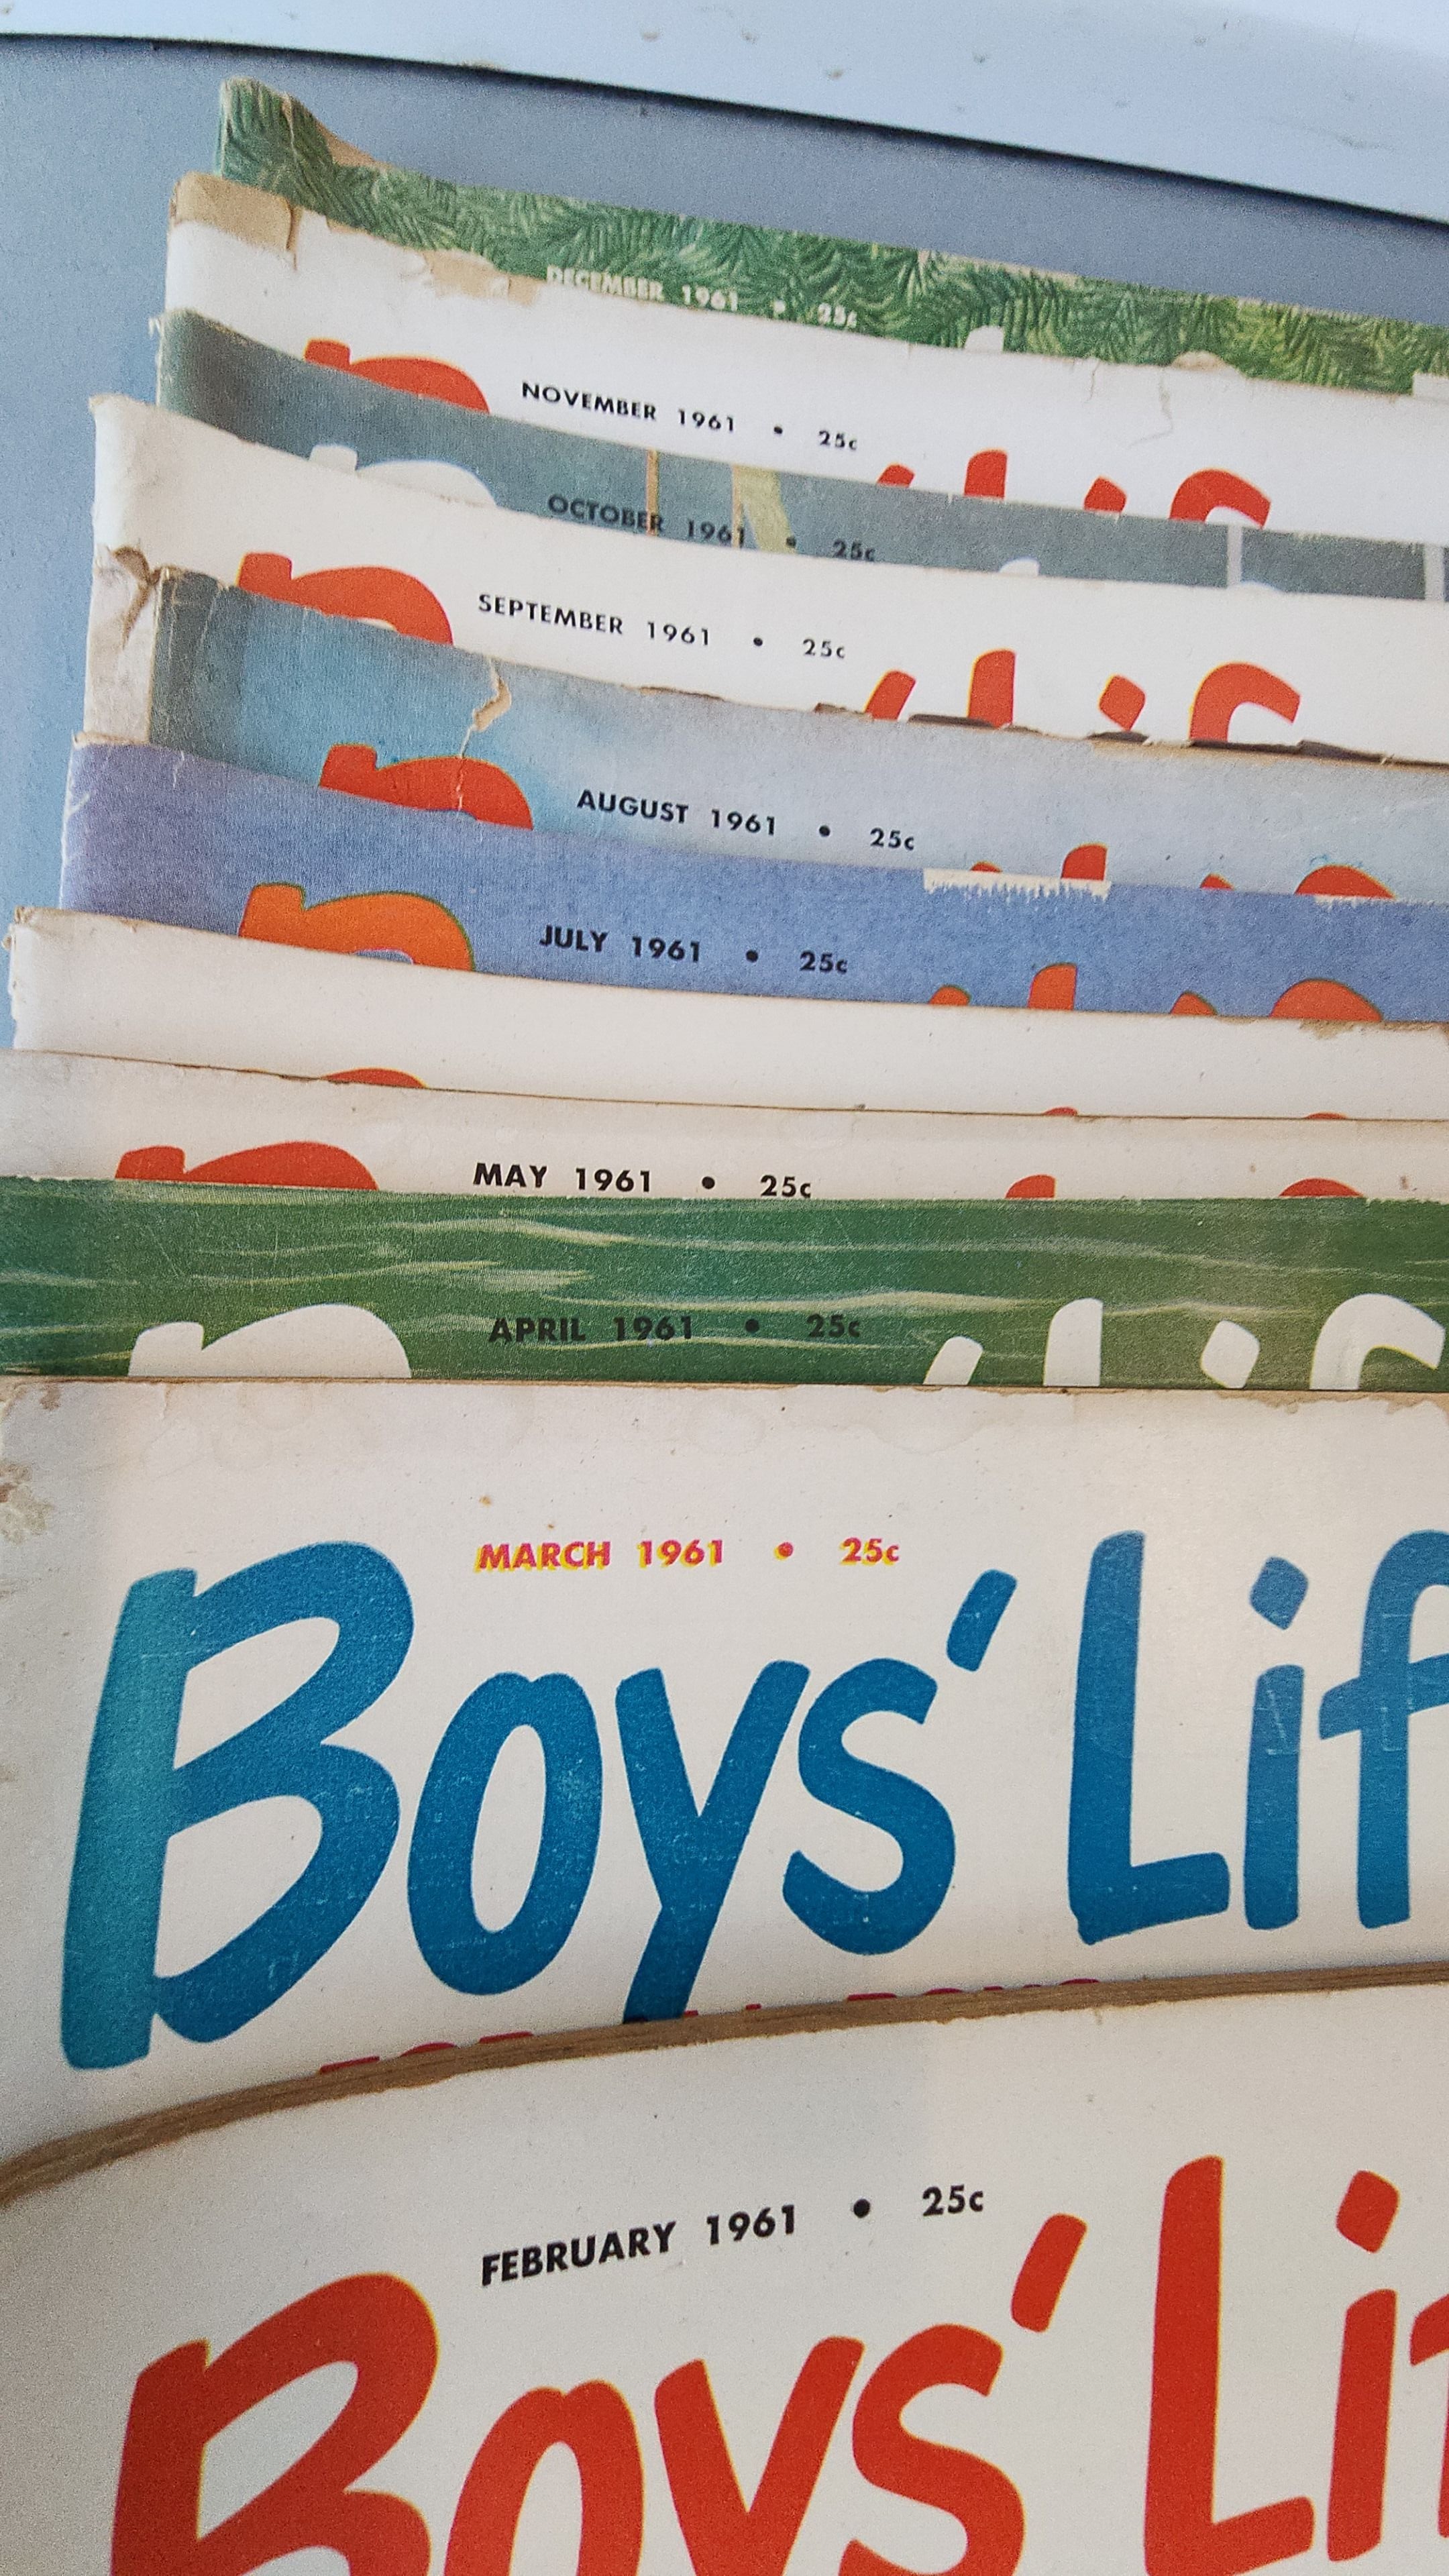 DECEMBER 1961 • 25c
NOVEMBER 1961 • 25c
OCTOBER 1961 • 25c
SEPTEMBER 1961 • 25c
AUGUST 1961 • 25c
JULY 1961 • 25c
MAY 1961 • 25c
APRIL 1961 • 25c
MARCH 1961 • 25c
Boys' Lif
FEBRUARY 1961 • 25c
Boys' Li